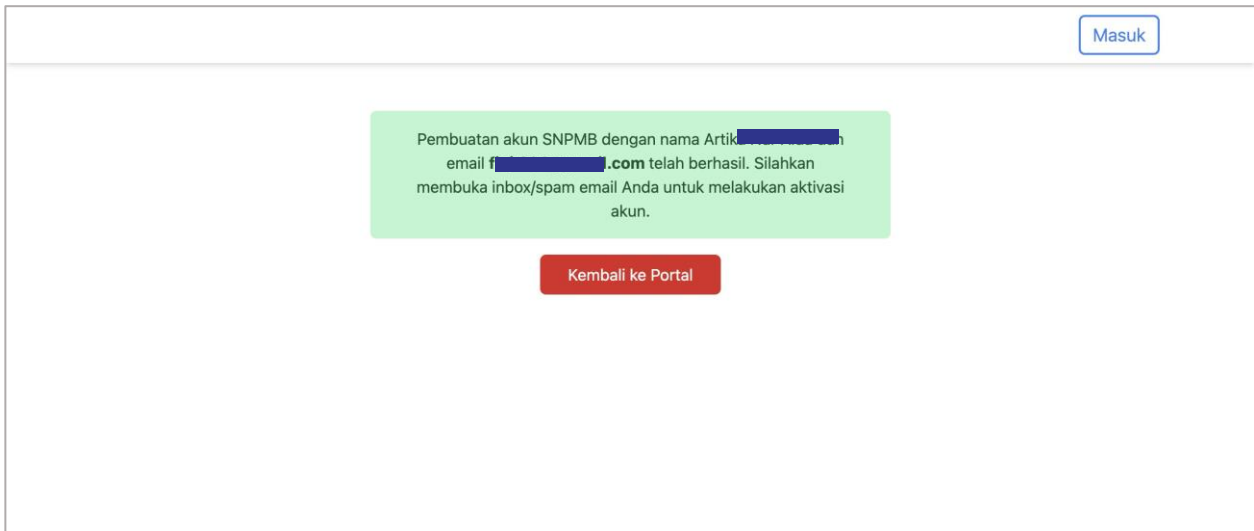 Masuk
Pembuatan akun SNPMB dengan nama Artik
email f .com telah berhasil. Silahkan
membuka inbox/spam email Anda untuk melakukan aktivasi
akun.
Kembali ke Portal